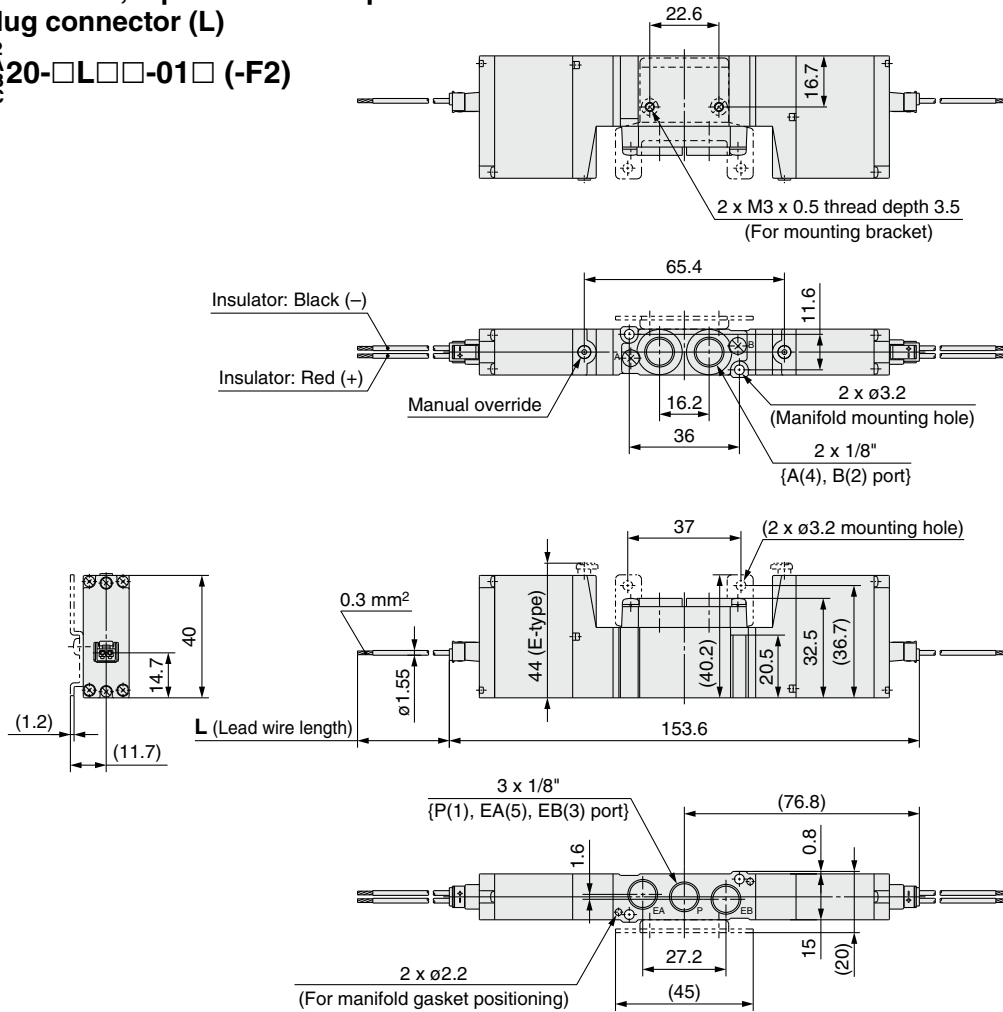 lug connector (L)
20-□L□□-01□ (-F2)
22.6
16.7
2 x M3 x 0.5 thread depth 3.5
(For mounting bracket)
65.4
11.6
Insulator: Black (–)
Insulator: Red (+)
A
B
Manual override
16.2
36
2 x ø3.2
(Manifold mounting hole)
2 x 1/8"
{A(4), B(2) port}
37
(2 x ø3.2 mounting hole)
0.3 mm²
ø1.55
44 (E-type)
(40.2)
20.5
32.5
(36.7)
40
14.7
(1.2)
(11.7)
L (Lead wire length)
153.6
3 x 1/8"
{P(1), EA(5), EB(3) port}
(76.8)
1.6
0.8
EA
P
EB
27.2
(45)
15
(20)
2 x ø2.2
(For manifold gasket positioning)